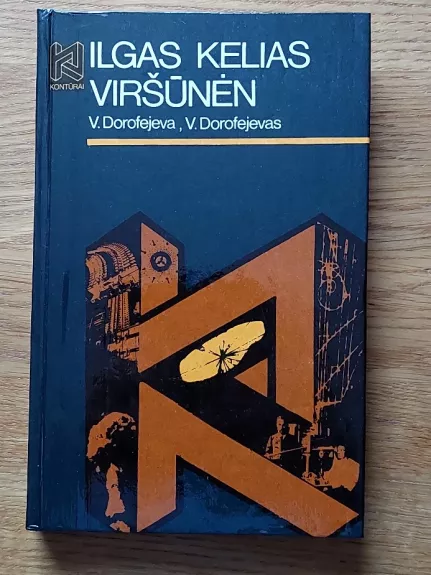 ILGAS KELIAS
VIRŠŪNĖN
KONTŪRAI
V. Dorofejeva, V. Dorofejevas